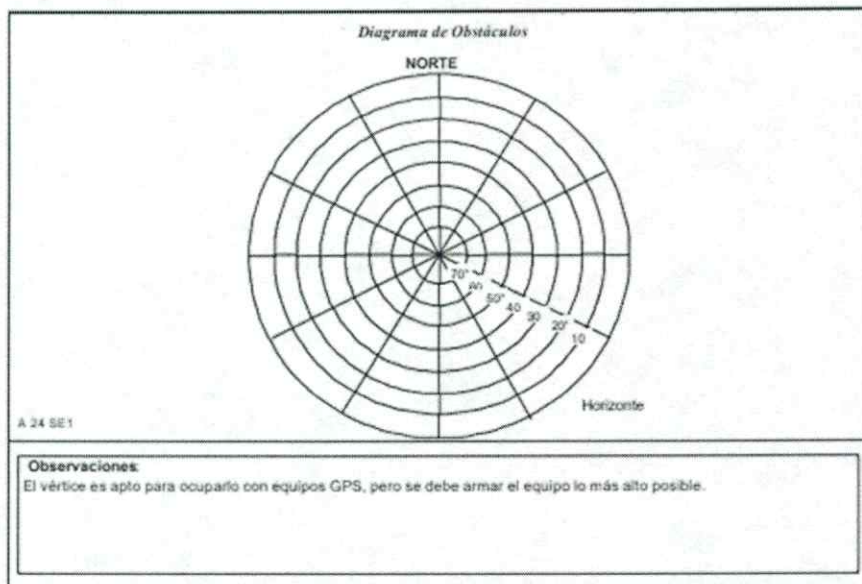 Diagrama de Obstáculos
NORTE
70°
60
50°
40
30
20°
10
Horizonte
A 24 SE1
Observaciones:
El vértice es apto para ocuparlo con equipos GPS, pero se debe armar el equipo lo más alto posible.